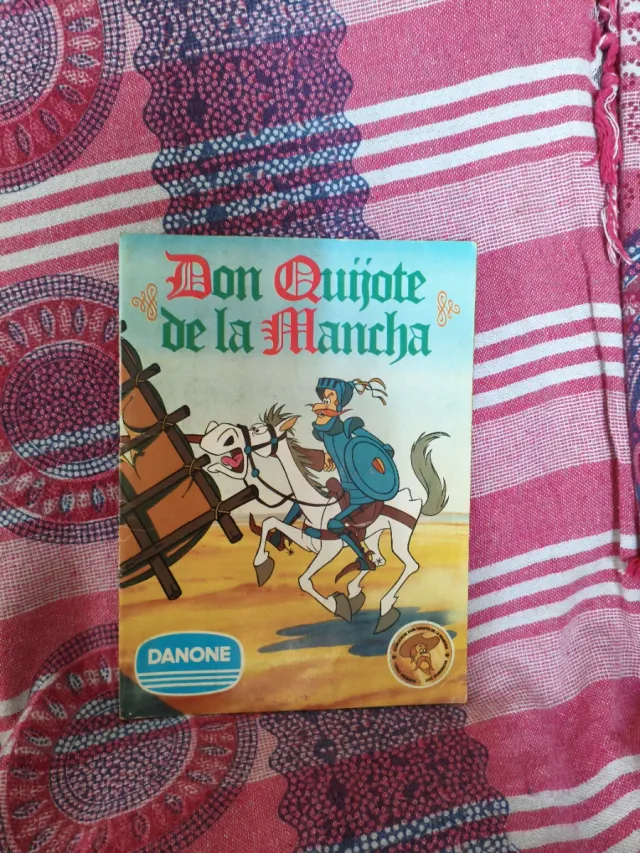 Don Quijote
de la Mancha
DANONE